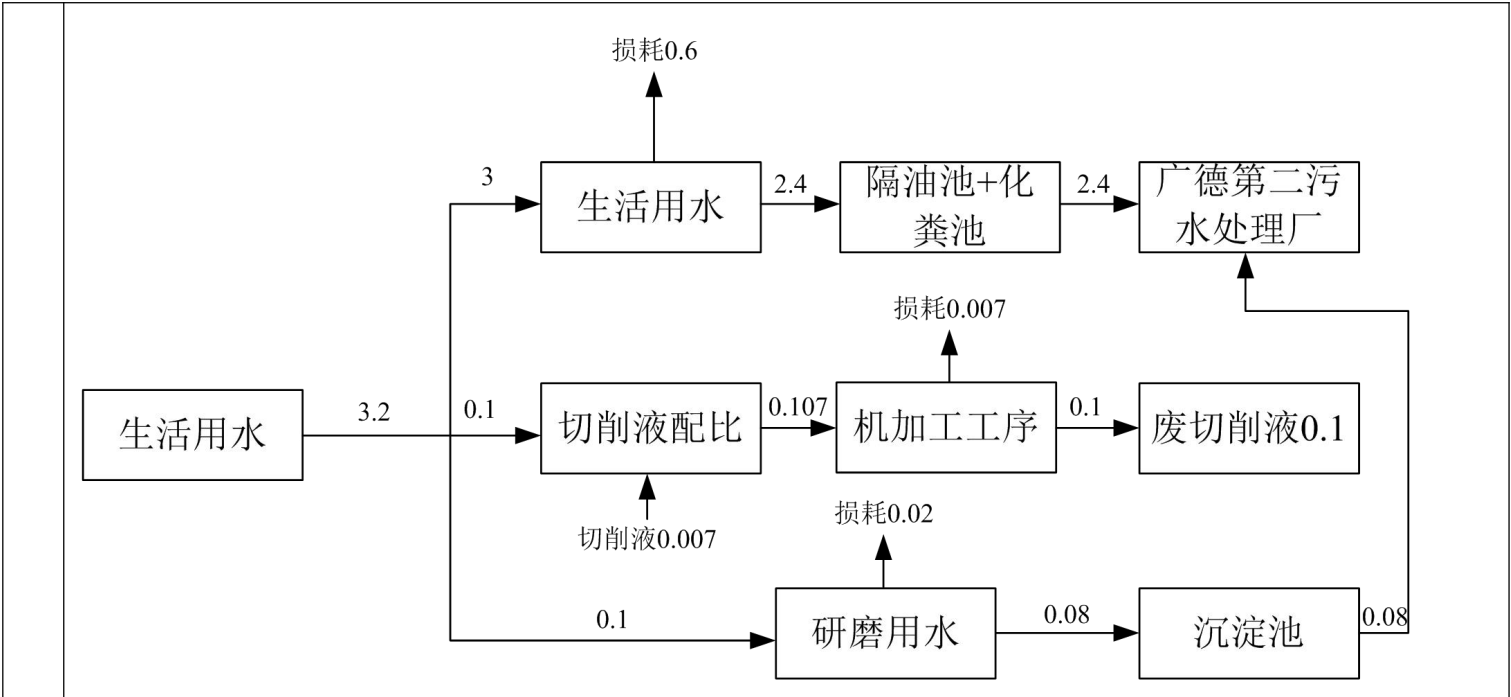 损耗0.6
3
生活用水
2.4
隔油池+化
粪池
2.4
广德第二污
水处理厂
损耗0.007
生活用水
3.2
0.1
切削液配比
0.107
机加工工序
0.1
废切削液0.1
切削液0.007
损耗0.02
0.1
研磨用水
0.08
沉淀池
0.08